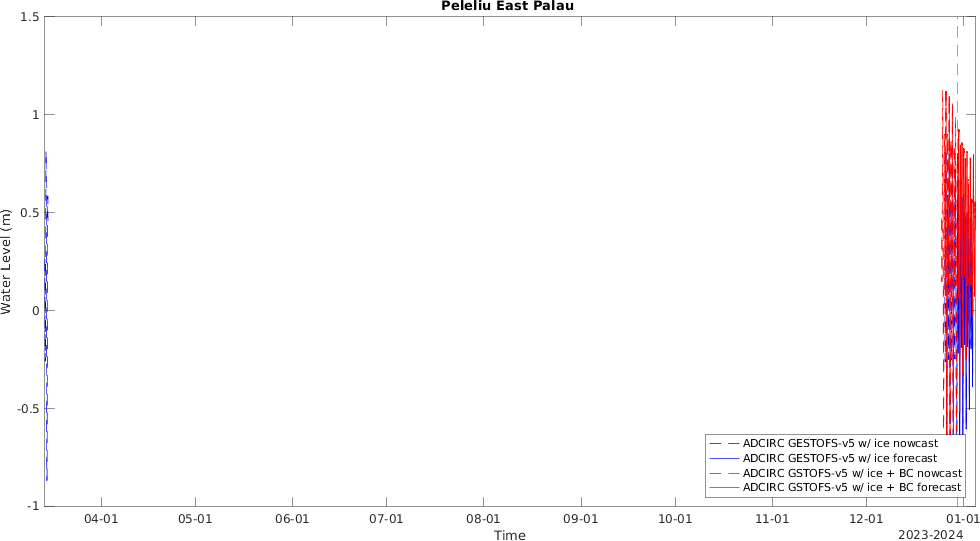 Peleliu East Palau
1.5
1
0.5
0
-0.5
-1
Water Level (m)
04-01 05-01 06-01 07-01 08-01 09-01 10-01 11-01 12-01 01-01
Time
2023-2024
ADCIRC GESTOFS-v5 w/ ice nowcast
ADCIRC GESTOFS-v5 w/ ice forecast
ADCIRC GSTOFS-v5 w/ ice + BC nowcast
ADCIRC GSTOFS-v5 w/ ice + BC forecast